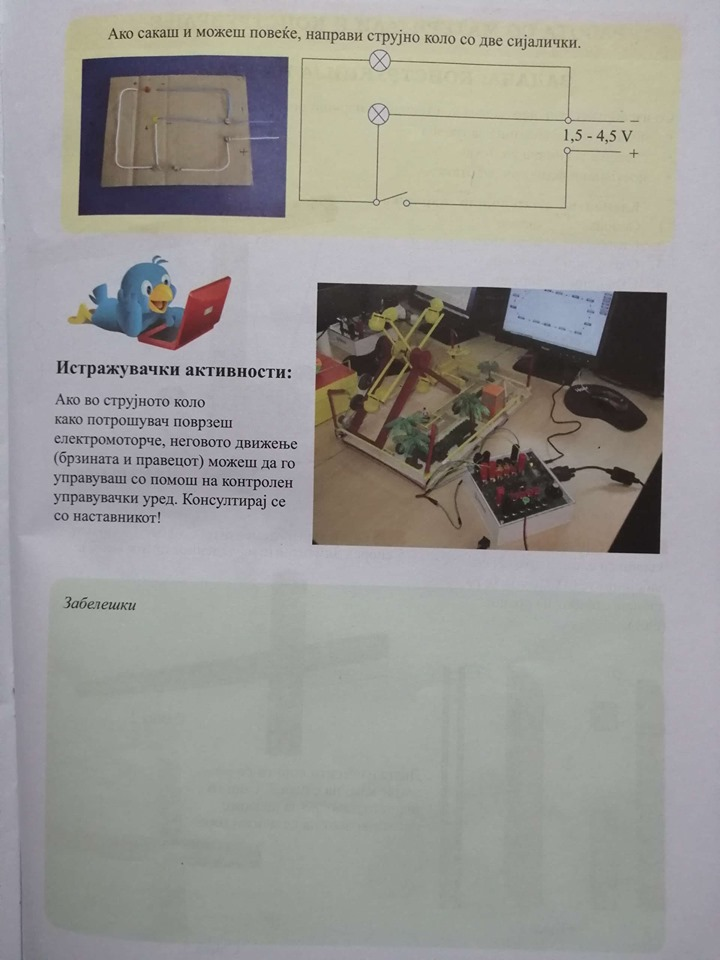 Ако сакаш и можеш повеќе, направи струјно коло со две сијалички.
1,5 - 4,5 V
−
+
Истражувачки активности:
Ако во струјното коло
како потрошувач поврзеш
електромоторче, неговото движење
(брзината и правецот) можеш да го
управуваш со помош на контролен
управувачки уред. Консултирај се
со наставникот!
Забелешки